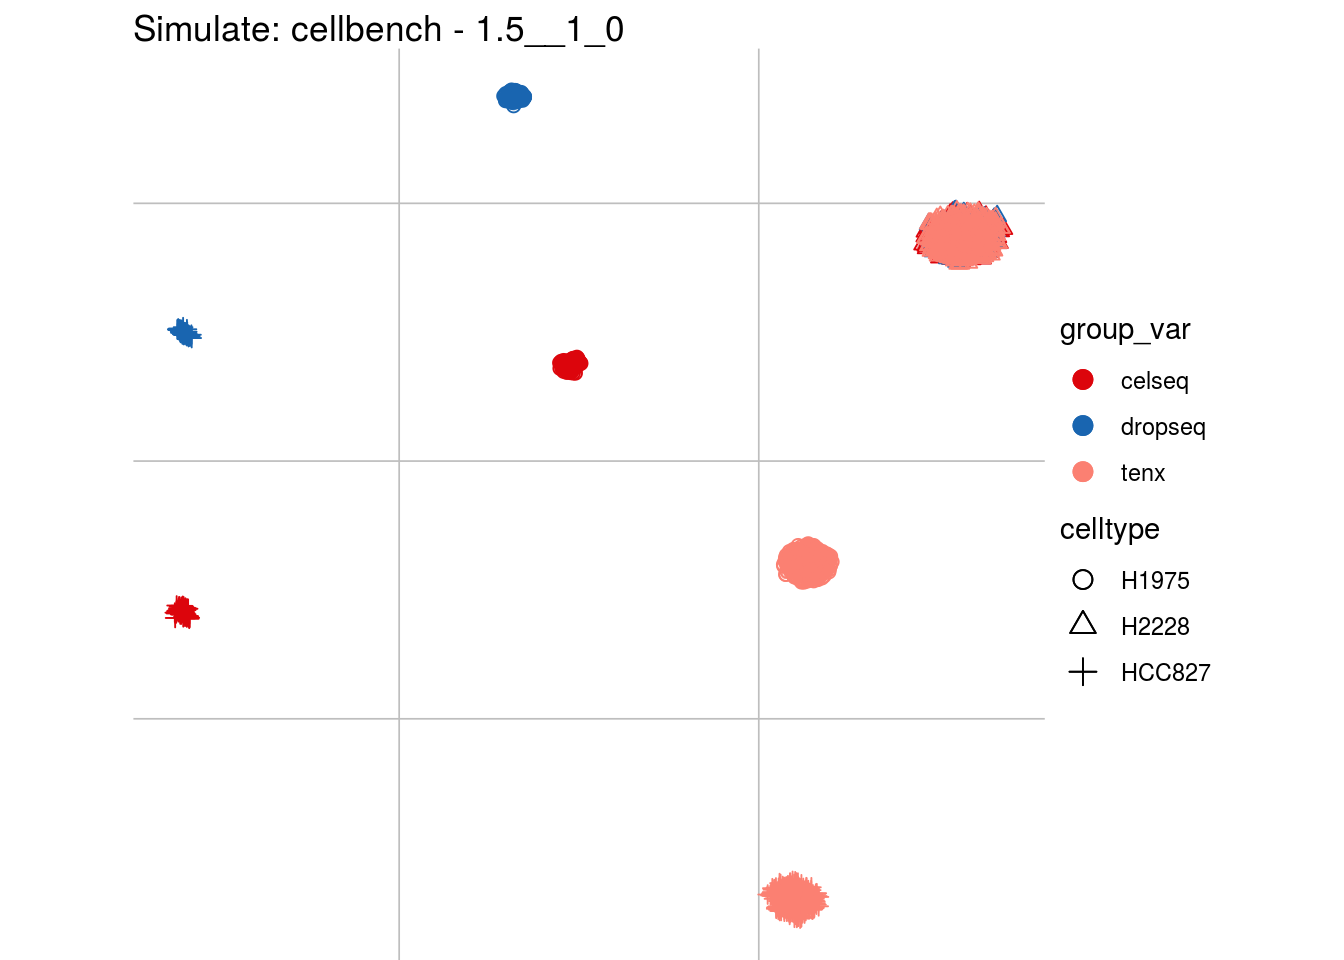 Simulate: cellbench - 1.5__1_0
group_var
celseq
dropseq
tenx
celltype
H1975
H2228
HCC827